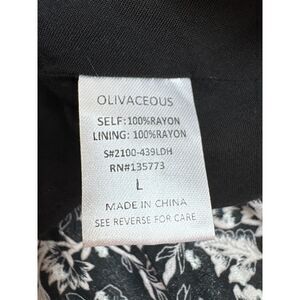 OLIVACEOUS
SELF:100%RAYON
LINING: 100%RAYON
S#2100-439LDH
RN#135773
L
MADE IN CHINA
SEE REVERSE FOR CARE